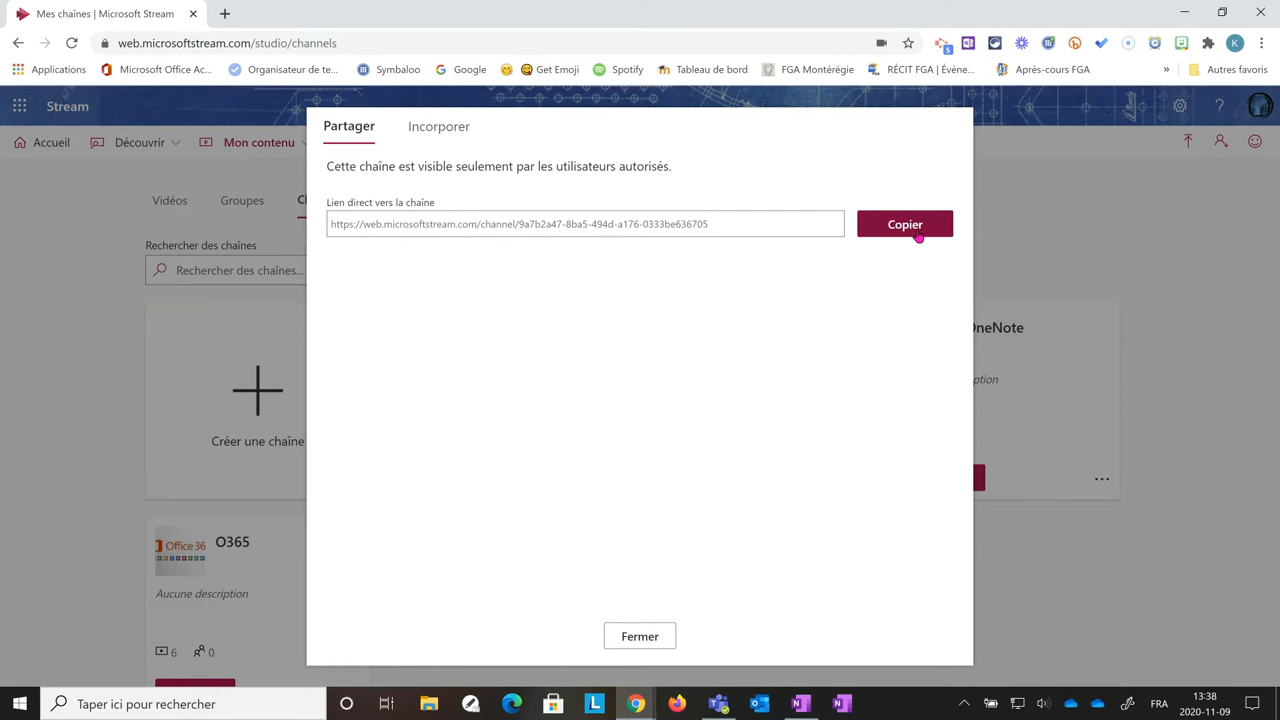 Mes chaînes | Microsoft Stream
web.microsoftstream.com/studio/channels
5
K
Applications
Microsoft Office Ac...
Organisateur de te...
Symbaloo
Google
Get Emoji
Spotify
Tableau de bord
FGA Montérégie
RÉCIT FGA | Évène...
Après-cours FGA
»
Autres favoris
Stream
?
Accueil
Découvrir
Mon contenu
Partager
Incorporer
Cette chaîne est visible seulement par les utilisateurs autorisés.
Vidéos
Groupes
Lien direct vers la chaîne
https://web.microsoftstream.com/channel/9a7b2a47-8ba5-494d-a176-0333be636705
Copier
Rechercher des chaînes
Rechercher des chaînes...
OneNote
Créer une chaîne
...
Office 36
O365
Aucune description
6
0
Fermer
Taper ici pour rechercher
FRA
13:38
2020-11-09